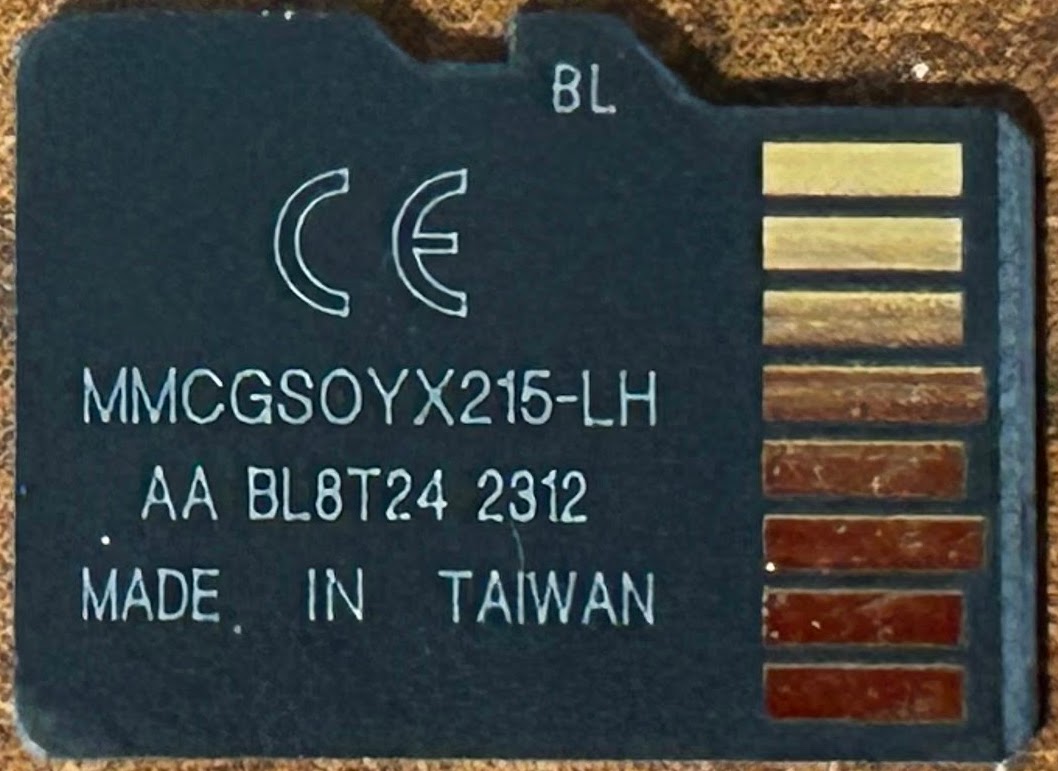 BL
CE
MMCGSOYX215-LH
AA BL8T24 2312
MADE IN TAIWAN